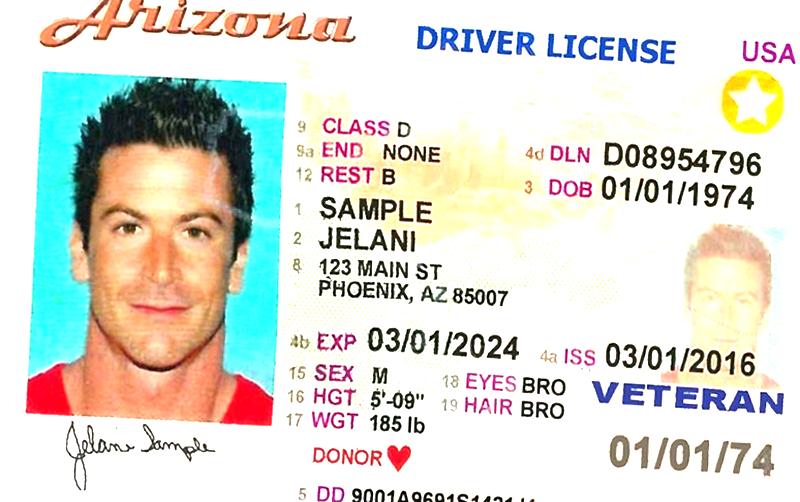 Arizona
DRIVER LICENSE USA
9 CLASS D
9a END NONE
4d DLN D08954796
12 REST B
3 DOB 01/01/1974
1 SAMPLE
2 JELANI
8 123 MAIN ST
PHOENIX, AZ 85007
4b EXP 03/01/2024 4a ISS 03/01/2016
15 SEX M 18 EYES BRO
16 HGT 5'-09" 19 HAIR BRO
17 WGT 185 lb
VETERAN
Jelani Sample
DONOR
01/01/74
5 DD